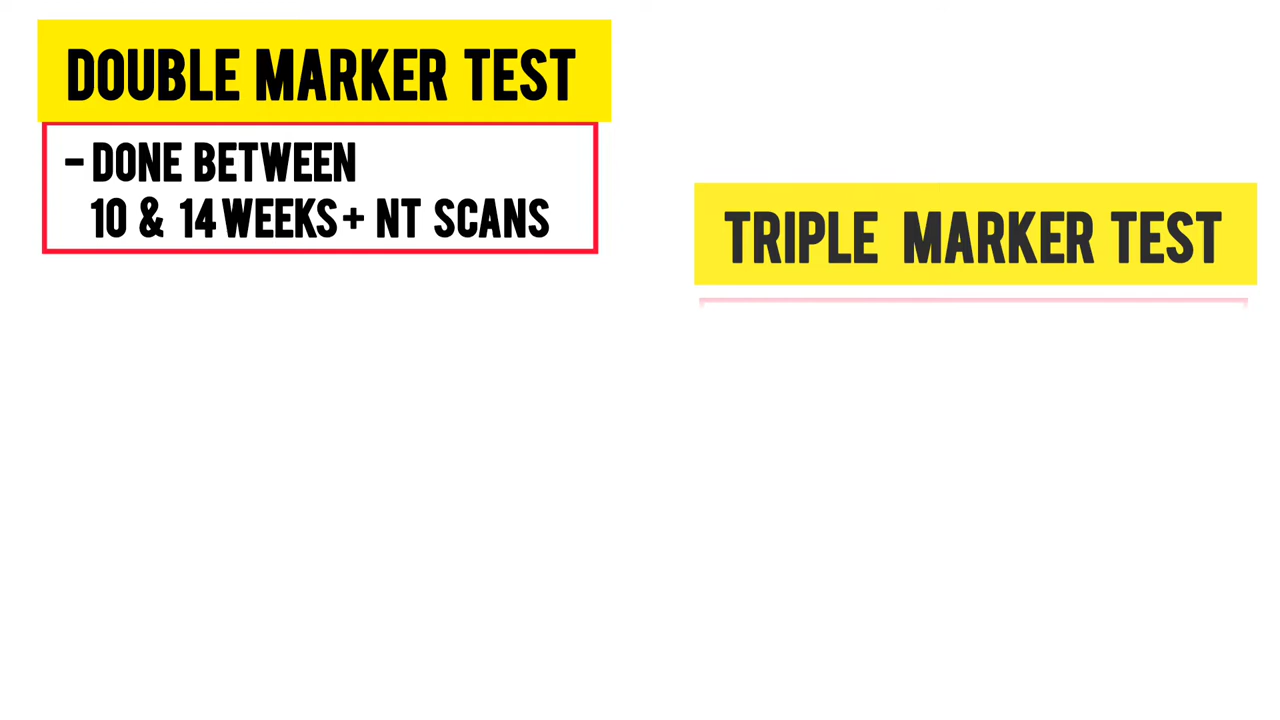 DOUBLE MARKER TEST
- DONE BETWEEN
10 & 14 WEEKS + NT SCANS
TRIPLE MARKER TEST